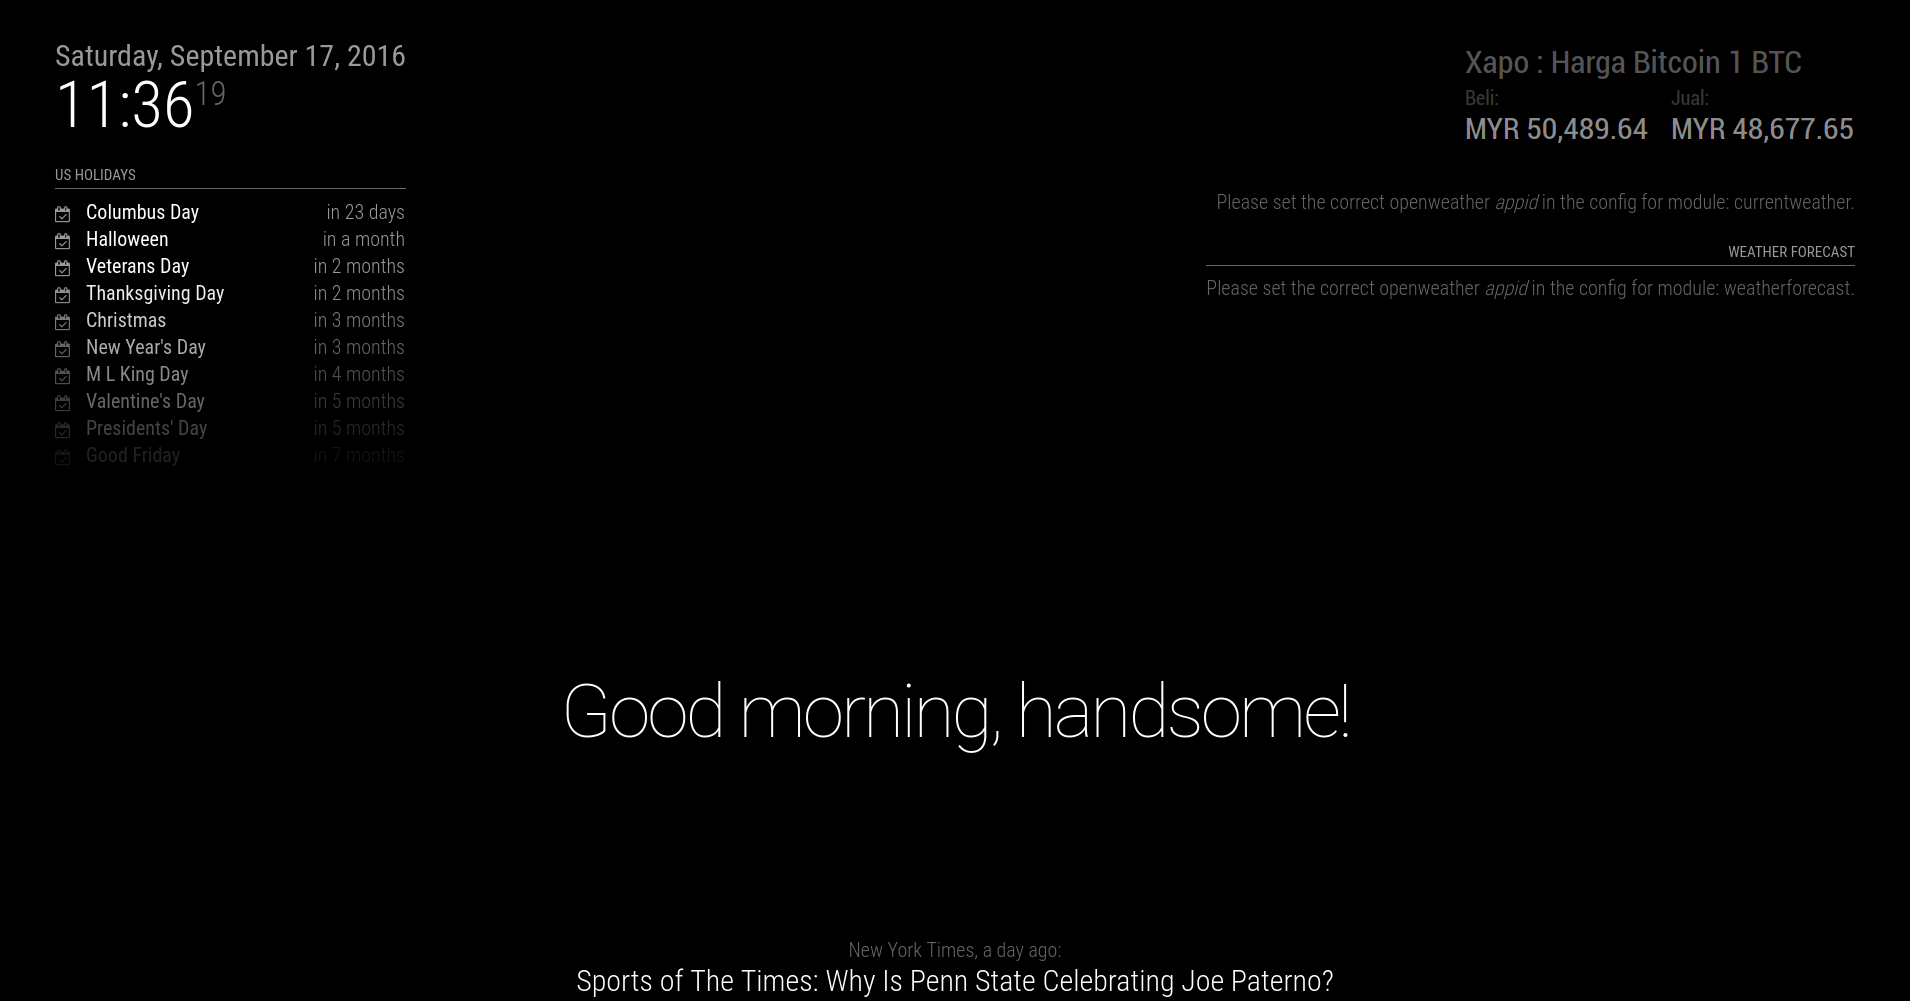 Saturday, September 17, 2016
11:36 19
US HOLIDAYS
Columbus Day in 23 days
Halloween in a month
Veterans Day in 2 months
Thanksgiving Day in 2 months
Christmas in 3 months
New Year's Day in 3 months
M L King Day in 4 months
Valentine's Day in 5 months
Presidents' Day in 5 months
Good Friday in 7 months
Xapo : Harga Bitcoin 1 BTC
Beli: Jual:
MYR 50,489.64 MYR 48,677.65
Please set the correct openweather appid in the config for module: currentweather.
WEATHER FORECAST
Please set the correct openweather appid in the config for module: weatherforecast.
Good morning, handsome!
New York Times, a day ago:
Sports of The Times: Why Is Penn State Celebrating Joe Paterno?